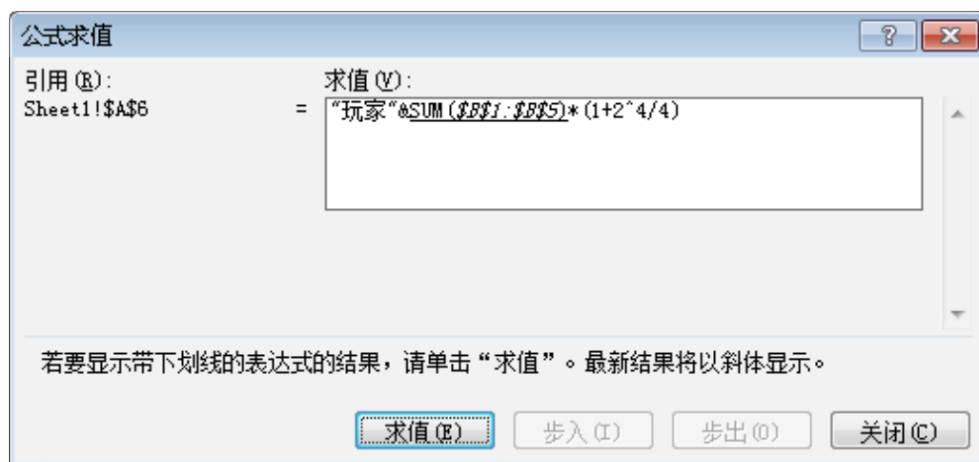 公式求值
引用(R):
求值(V):
Sheet1!$A$6
=
"玩家"&SUM($B$1:$B$5)*(1+2^4/4)
若要显示带下划线的表达式的结果，请单击“求值”。最新结果将以斜体显示。
求值(E)
步入(I)
步出(O)
关闭(C)